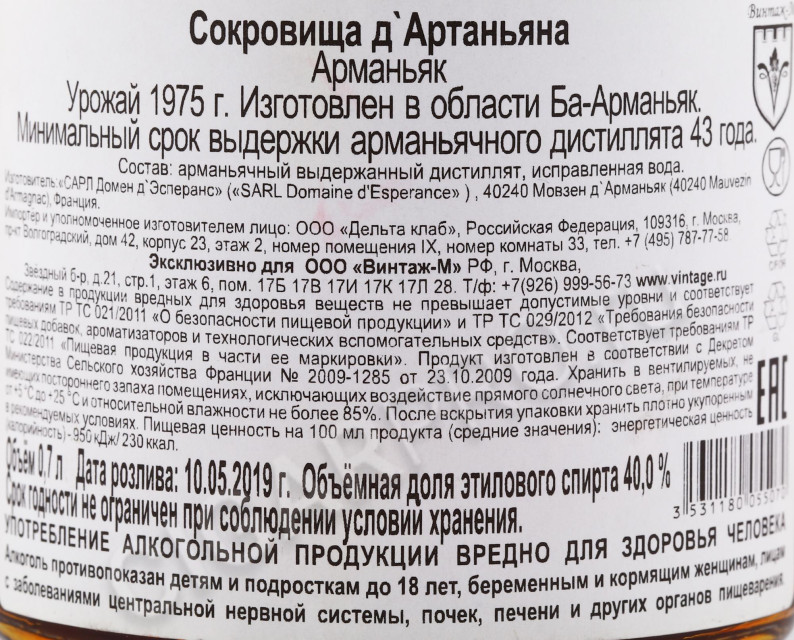 Сокровища д`Артаньяна
Винтаж-М
Арманьяк
Урожай 1975 г. Изготовлен в области Ба-Арманьяк.
Минимальный срок выдержки арманьячного дистиллята 43 года.
Состав: арманьячный выдержанный дистиллят, исправленная вода.
Изготовитель:«САРЛ Домен д`Эсперанс» («SARL Domaine d'Esperance» ) , 40240 Мовзен д`Арманьяк (40240 Mauvezin
d'Armagnac), Франция.
Импортёр и уполномоченное изготовителем лицо: ООО «Дельта клаб», Российская Федерация, 109316, г. Москва,
пр-кт Волгоградский, дом 42, корпус 23, этаж 2, номер помещения IX, номер комнаты 33, тел. +7 (495) 787-77-58
Эксклюзивно для ООО «Винтаж-М» РФ, г. Москва,
Звёздный б-р, д.21, стр.1, этаж 6, пом. 17Б 17В 17И 17К 17Л 28. Т/ф: +7(926) 999-56-73 www.vintage.ru
Содержание в продукции вредных для здоровья веществ не превышает допустимые уровни и соответствует
требованиям ТР ТС 021/2011 «О безопасности пищевой продукции» и ТР ТС 029/2012 «Требования безопасности
пищевых добавок, ароматизаторов и технологических вспомогательных средств». Соответствует требованиям ТР
ТС 022/2011 «Пищевая продукция в части ее маркировки». Продукт изготовлен в соответствии с Декретом
Министерства Сельского хозяйства Франции № 2009-1285 от 23.10.2009 года. Хранить в вентилируемых, не
имеющих постороннего запаха помещениях, исключающих воздействие прямого солнечного света, при температуре
от +5 °С до +25 °С и относительной влажности не более 85%. После вскрытия упаковки хранить плотно укупоренным
в рекомендуемых условиях. Пищевая ценность на 100 мл продукта (средние значения): энергетическая ценность
(калорийность) - 950 кДж/ 230 ккал.
EAC
Объём 0,7 л Дата розлива: 10.05.2019 г. Объёмная доля этилового спирта 40,0 %
Срок годности не ограничен при соблюдении условий хранения.
3 531180 055070
УПОТРЕБЛЕНИЕ АЛКОГОЛЬНОЙ ПРОДУКЦИИ ВРЕДНО ДЛЯ ЗДОРОВЬЯ ЧЕЛОВЕКА
Алкоголь противопоказан детям и подросткам до 18 лет, беременным и кормящим женщинам, лицам
с заболеваниями центральной нервной системы, почек, печени и других органов пищеварения.